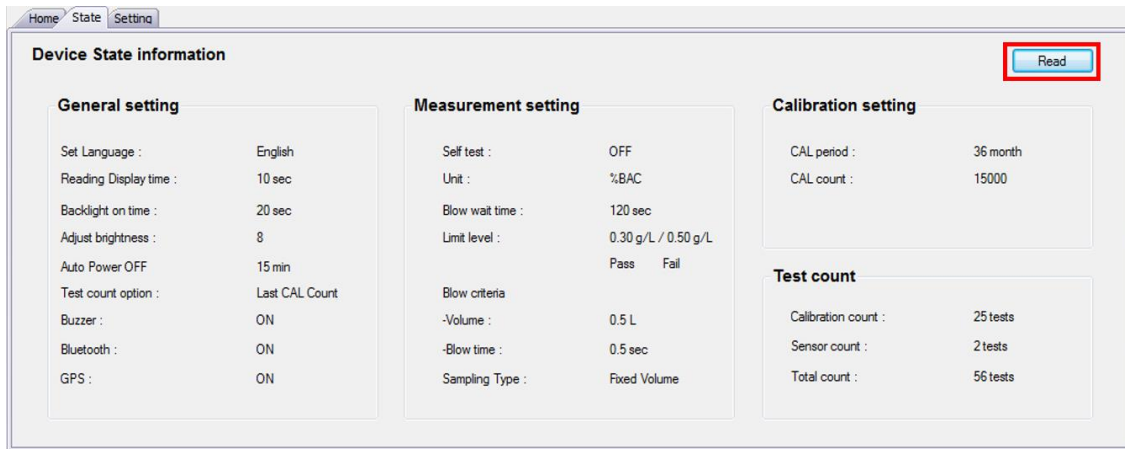 Home State Setting
Device State information
Read
General setting
Set Language : English
Reading Display time : 10 sec
Backlight on time : 20 sec
Adjust brightness : 8
Auto Power OFF 15 min
Test count option : Last CAL Count
Buzzer : ON
Bluetooth : ON
GPS : ON
Measurement setting
Self test : OFF
Unit : %BAC
Blow wait time : 120 sec
Limit level : 0.30 g/L / 0.50 g/L
Pass Fail
Blow criteria
-Volume : 0.5 L
-Blow time : 0.5 sec
Sampling Type : Fixed Volume
Calibration setting
CAL period : 36 month
CAL count : 15000
Test count
Calibration count : 25 tests
Sensor count : 2 tests
Total count : 56 tests